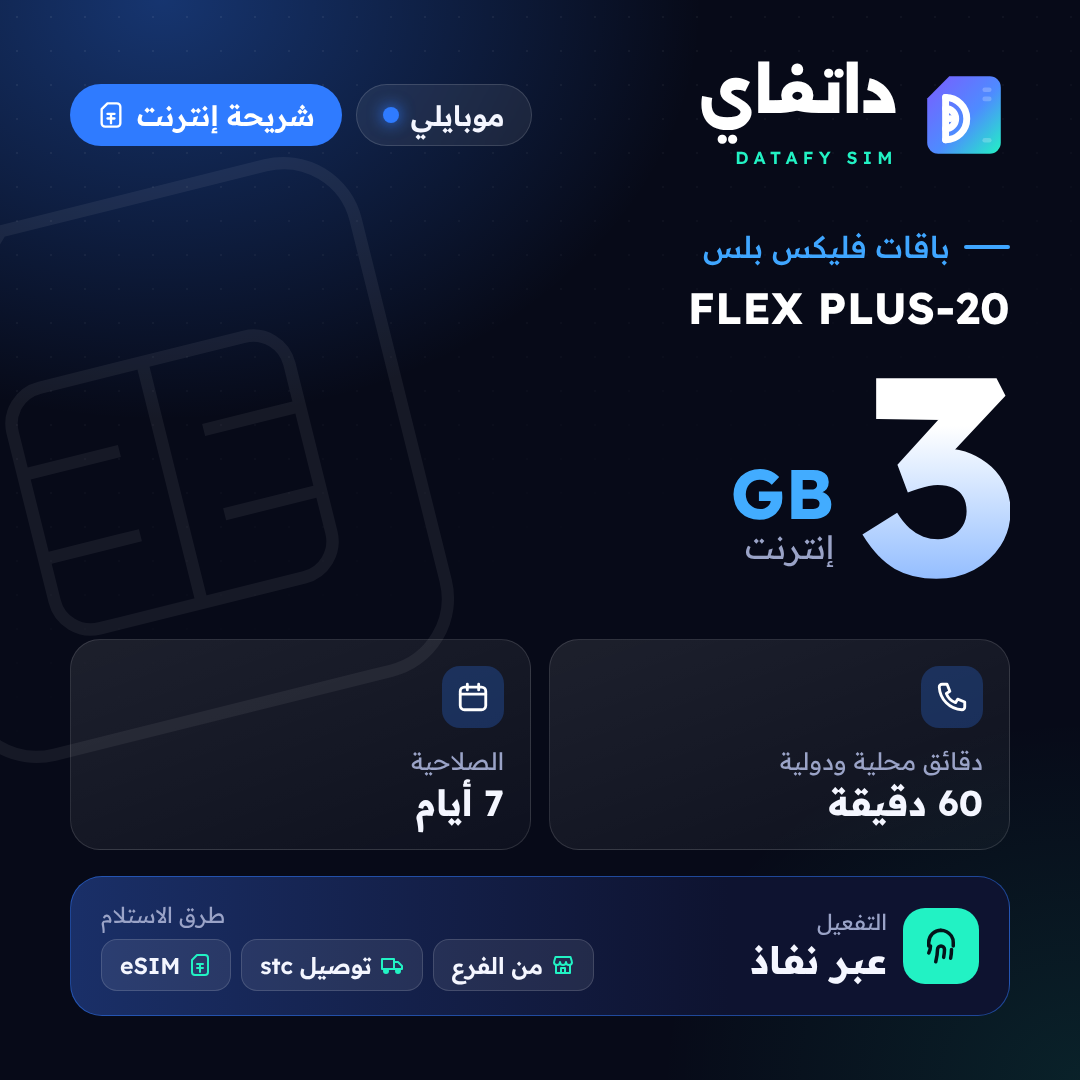 داتفاي
DATAFY SIM
موبايلي
شريحة إنترنت
باقات فليكس بلس
FLEX PLUS-20
3
GB
إنترنت
دقائق محلية ودولية
60 دقيقة
الصلاحية
7 أيام
التفعيل
عبر نفاذ
طرق الاستلام
من الفرع
توصيل stc
eSIM